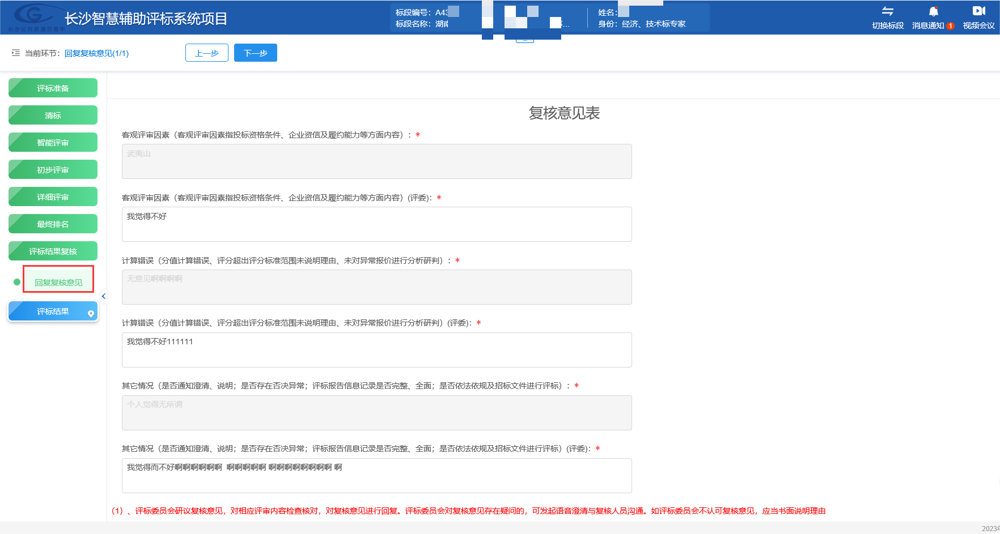 长沙公共资源交易中
长沙智慧辅助评标系统项目
标段编号：A43
标段名称：湖南
...
姓名：
身份：经济、技术标专家
切换标段
消息通知 1
视频会议
当前环节：回复复核意见(1/1)
上一步
下一步
评标准备
清标
智能评审
初步评审
详细评审
最终排名
评标结果复核
回复复核意见
评标结果
复核意见表
客观评审因素（客观评审因素指投标资格条件、企业资信及履约能力等方面内容）：*
武夷山
客观评审因素（客观评审因素指投标资格条件、企业资信及履约能力等方面内容）(评委)：*
我觉得不好
计算错误（分值计算错误、评分超出评分标准范围未说明理由、未对异常报价进行分析研判）：*
无意见啊啊啊啊
计算错误（分值计算错误、评分超出评分标准范围未说明理由、未对异常报价进行分析研判）(评委)：*
我觉得不好111111
其它情况（是否通知澄清、说明；是否存在否决异常；评标报告信息记录是否完整、全面；是否依法依规及招标文件进行评标）：*
个人觉得无所谓
其它情况（是否通知澄清、说明；是否存在否决异常；评标报告信息记录是否完整、全面；是否依法依规及招标文件进行评标）(评委)：*
我觉得而不好啊啊啊啊啊啊 啊啊啊啊啊 啊啊啊啊啊啊啊啊 啊
（1）、评标委员会研议复核意见，对相应评审内容检查核对，对复核意见进行回复。评标委员会对复核意见存在疑问的，可发起语音澄清与复核人员沟通。如评标委员会不认可复核意见，应当书面说明理由
2023年